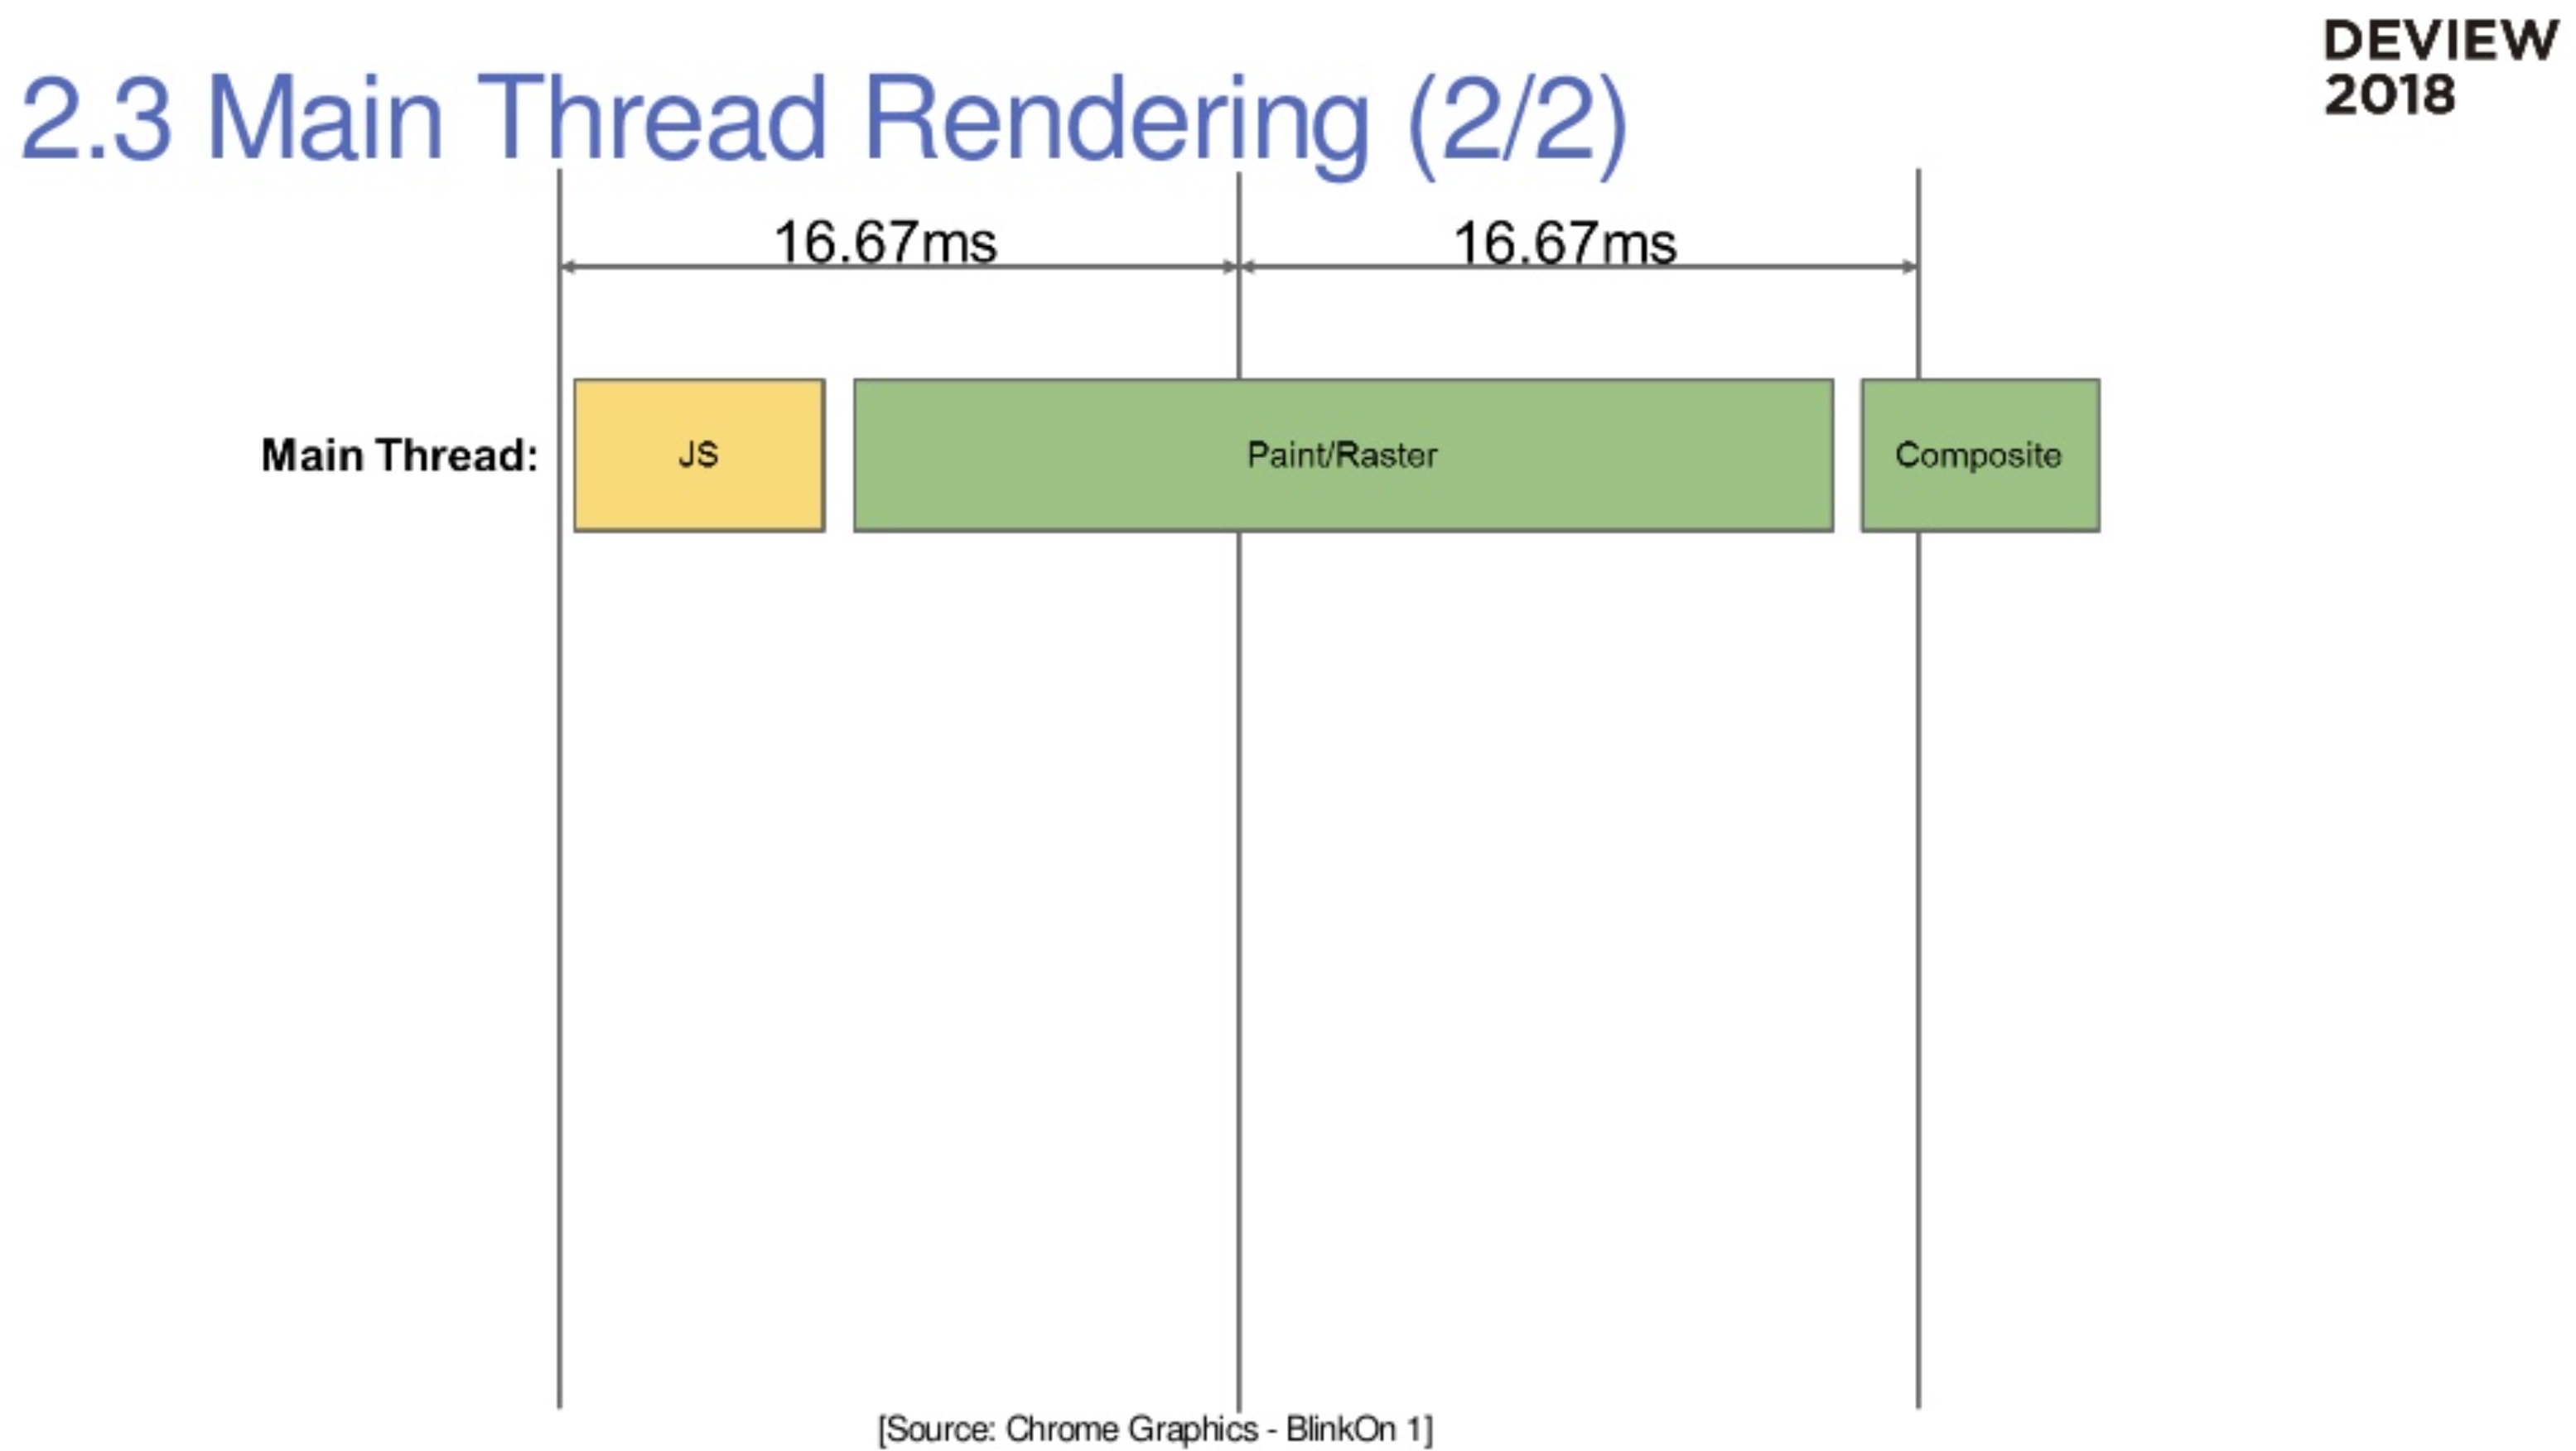 DEVIEW
2018
2.3 Main Thread Rendering (2/2)
16.67ms 16.67ms
Main Thread: JS Paint/Raster Composite
[Source: Chrome Graphics - BlinkOn 1]